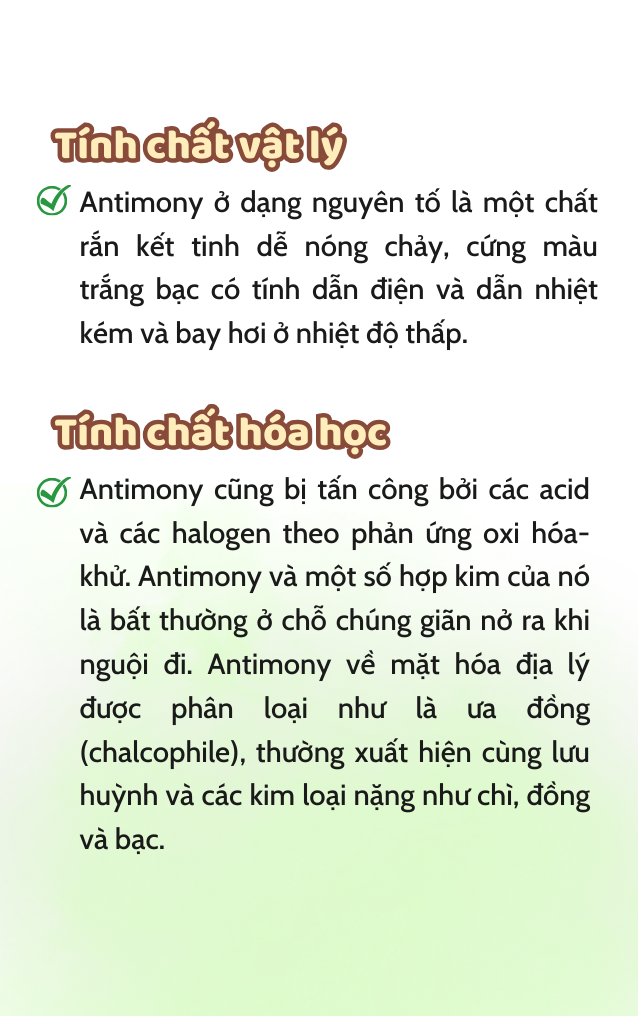 Tính chất vật lý
Antimony ở dạng nguyên tố là một chất
rắn kết tinh dễ nóng chảy, cứng màu
trắng bạc có tính dẫn điện và dẫn nhiệt
kém và bay hơi ở nhiệt độ thấp.
Tính chất hóa học
Antimony cũng bị tấn công bởi các acid
và các halogen theo phản ứng oxi hóa-
khử. Antimony và một số hợp kim của nó
là bất thường ở chỗ chúng giãn nở ra khi
nguội đi. Antimony về mặt hóa địa lý
được phân loại như là ưa đồng
(chalcophile), thường xuất hiện cùng lưu
huỳnh và các kim loại nặng như chì, đồng
và bạc.